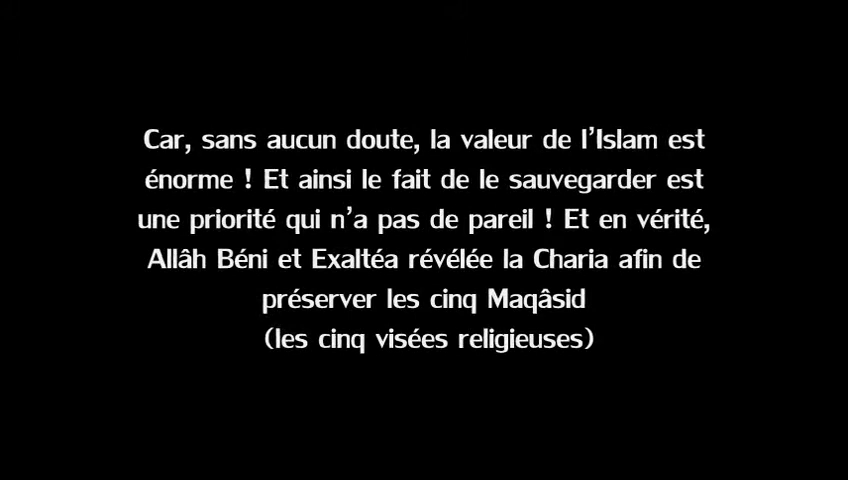 Car, sans aucun doute, la valeur de l'Islam est
énorme ! Et ainsi le fait de le sauvegarder est
une priorité qui n'a pas de pareil ! Et en vérité,
Allâh Béni et Exaltéa révélée la Charia afin de
préserver les cinq Maqâsid
(les cinq visées religieuses)